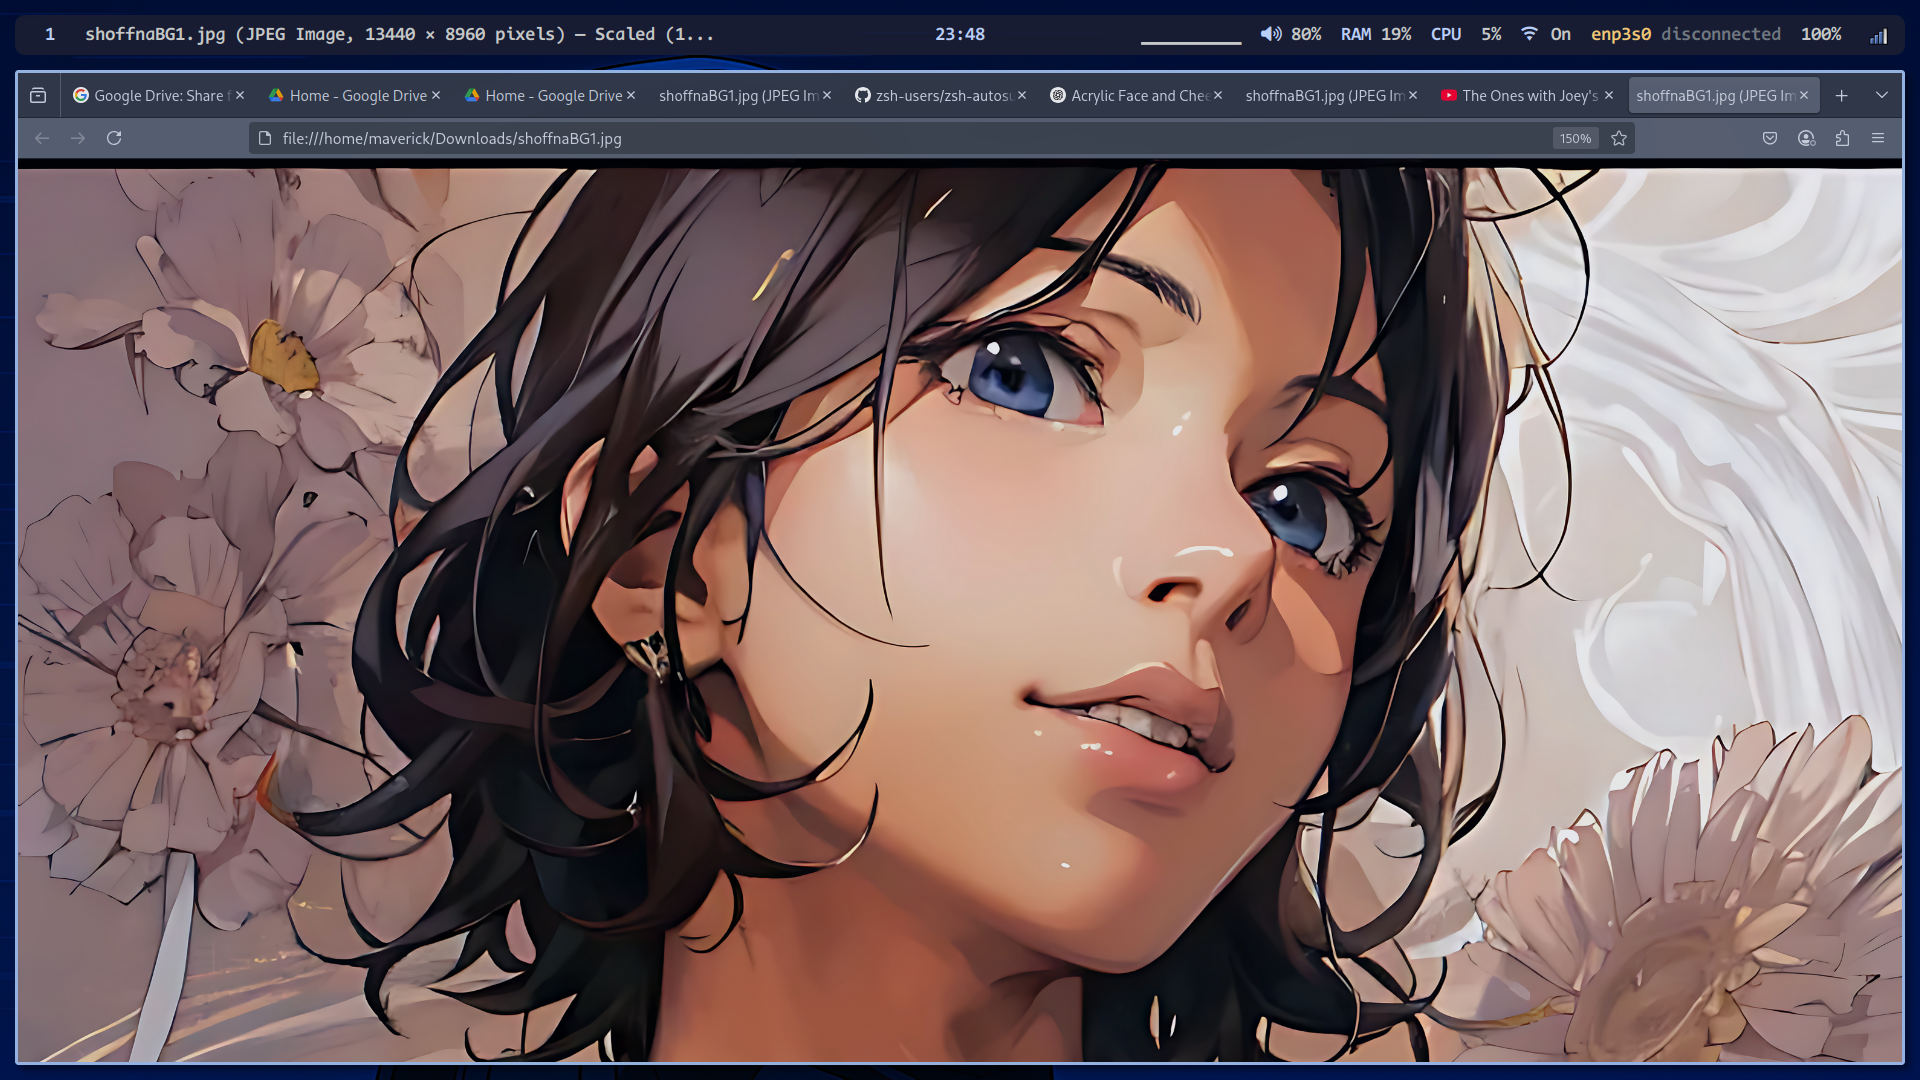 1 shoffnaBG1.jpg (JPEG Image, 13440 × 8960 pixels) — Scaled (1... 23:48 80% RAM 19% CPU 5% On enp3s0 disconnected 100%
Google Drive: Share f Home - Google Drive Home - Google Drive shoffnaBG1.jpg (JPEG Im zsh-users/zsh-autosu Acrylic Face and Chee shoffnaBG1.jpg (JPEG Im The Ones with Joey's shoffnaBG1.jpg (JPEG Im
file:///home/maverick/Downloads/shoffnaBG1.jpg 150%